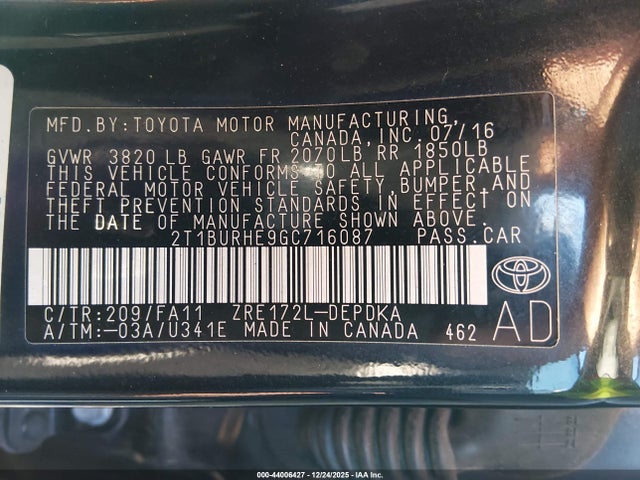 MFD.BY:TOYOTA MOTOR MANUFACTURING,
CANADA,INC. 07/16
GVWR 3820 LB GAWR FR 2070LB RR 1850LB
THIS VEHICLE CONFORMS TO ALL APPLICABLE
FEDERAL MOTOR VEHICLE SAFETY,BUMPER,AND
THEFT PREVENTION STANDARDS IN EFFECT ON
THE DATE OF MANUFACTURE SHOWN ABOVE.
2T1BURHE9GC716087 PASS.CAR
C/TR:209/FA11 ZRE172L-DEPDKA
A/TM:-03A/U341E MADE IN CANADA 462
AD
000-44006427 - 12/24/2025 - IAA Inc.